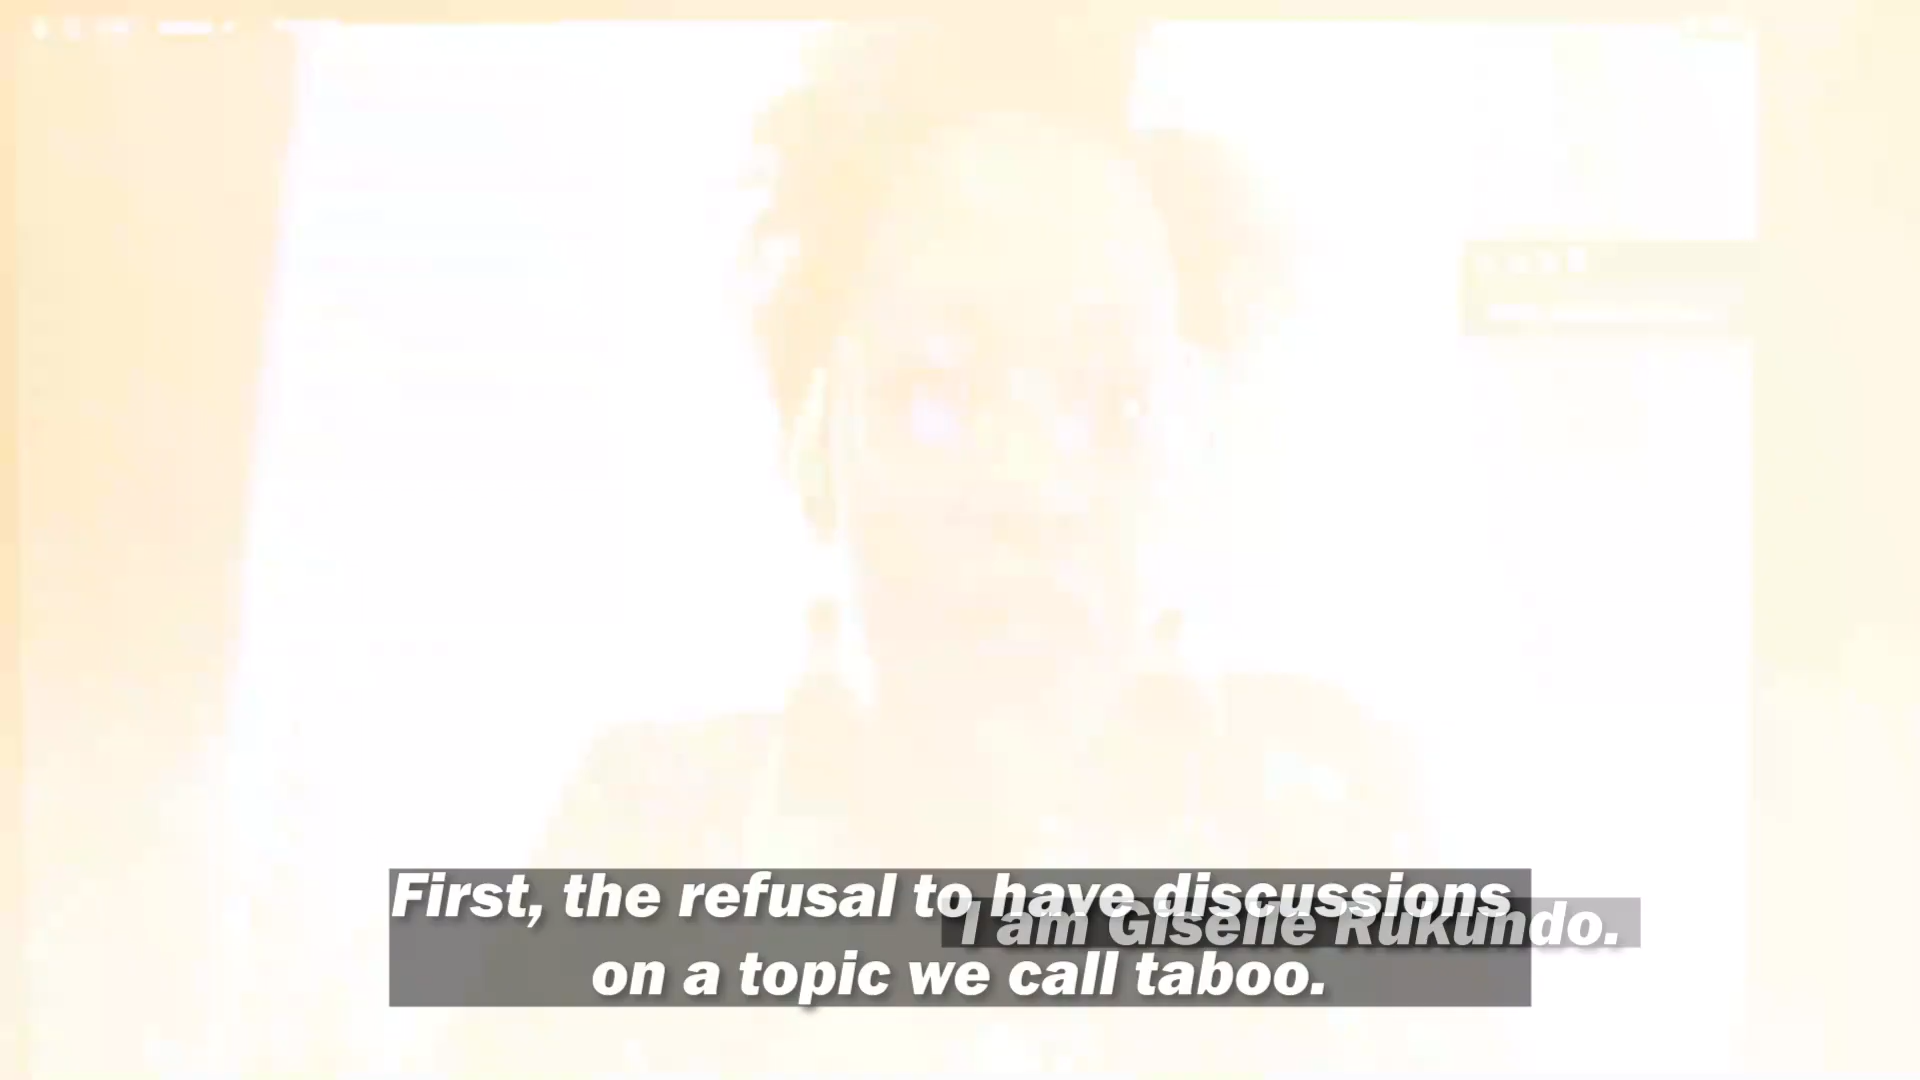 First, the refusal to have discussions
on a topic we call taboo.
I am Giselle Rukundo.